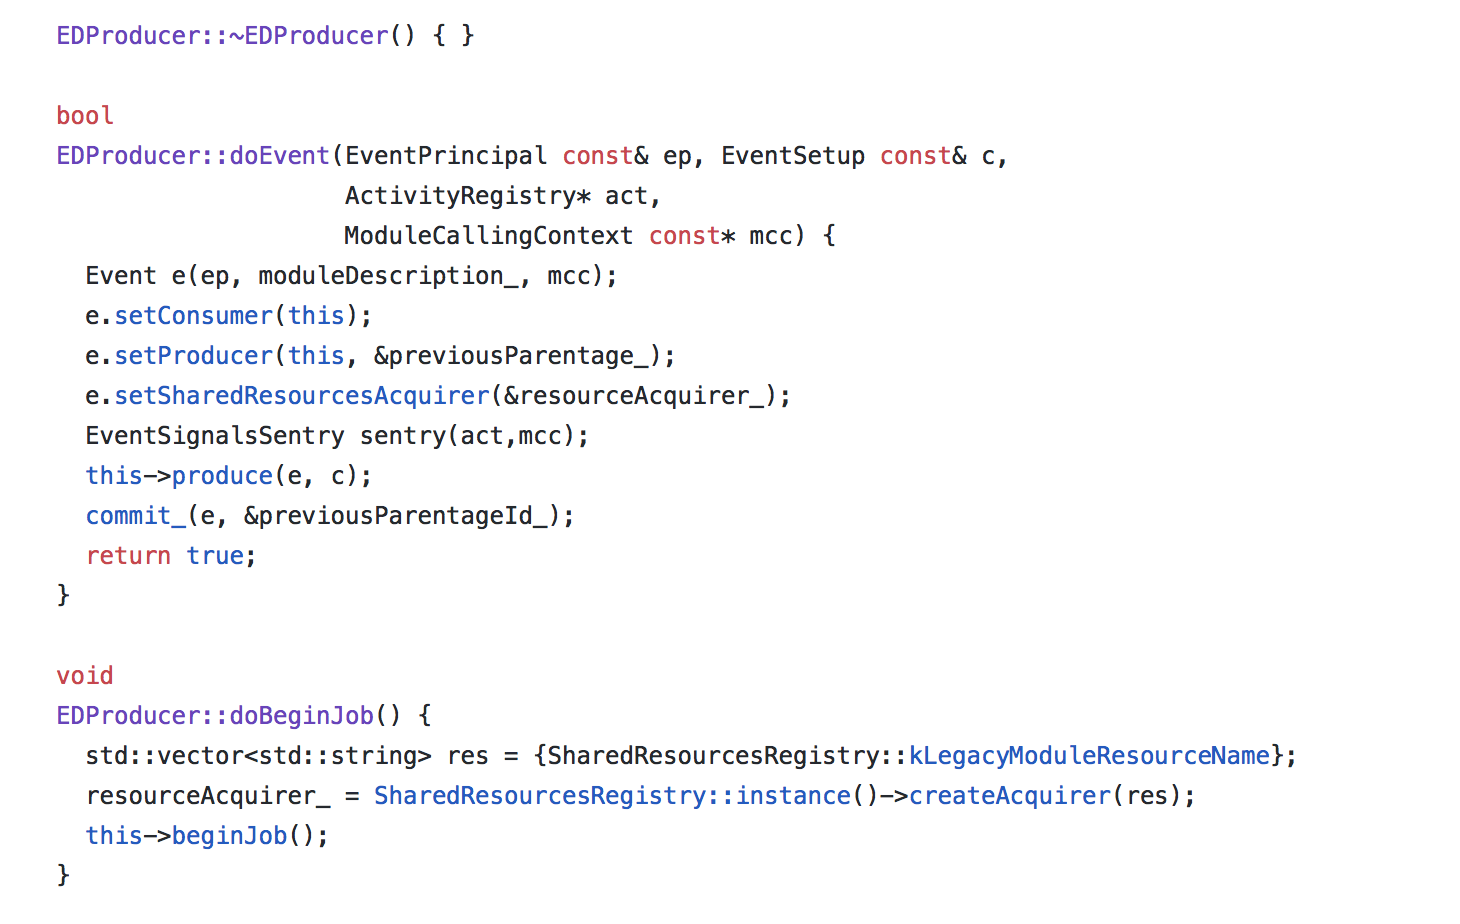 EDProducer::~EDProducer() { }

bool
EDProducer::doEvent(EventPrincipal const& ep, EventSetup const& c,
                    ActivityRegistry* act,
                    ModuleCallingContext const* mcc) {
  Event e(ep, moduleDescription_, mcc);
  e.setConsumer(this);
  e.setProducer(this, &previousParentage_);
  e.setSharedResourcesAcquirer(&resourceAcquirer_);
  EventSignalsSentry sentry(act,mcc);
  this->produce(e, c);
  commit_(e, &previousParentageId_);
  return true;
}

void
EDProducer::doBeginJob() {
  std::vector<std::string> res = {SharedResourcesRegistry::kLegacyModuleResourceName};
  resourceAcquirer_ = SharedResourcesRegistry::instance()->createAcquirer(res);
  this->beginJob();
}